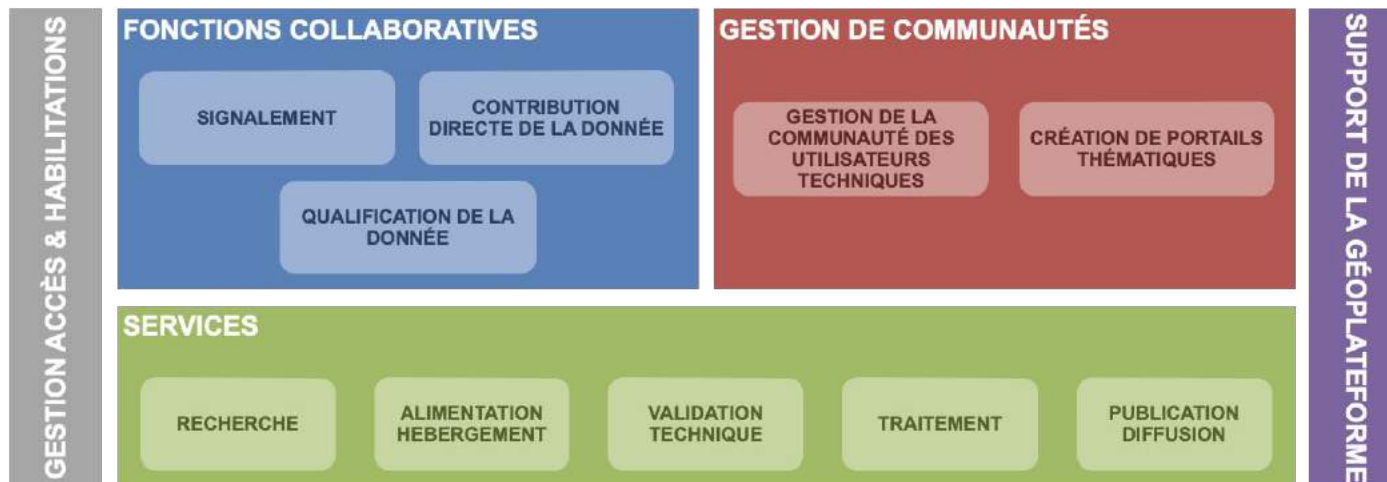 GESTION ACCÈS & HABILITATIONS
FONCTIONS COLLABORATIVES
SIGNALEMENT
CONTRIBUTION
DIRECTE DE LA DONNÉE
QUALIFICATION DE LA
DONNÉE
GESTION DE COMMUNAUTÉS
GESTION DE LA
COMMUNAUTÉ DES
UTILISATEURS
TECHNIQUES
CRÉATION DE PORTAILS
THÉMATIQUES
SERVICES
RECHERCHE
ALIMENTATION
HEBERGEMENT
VALIDATION
TECHNIQUE
TRAITEMENT
PUBLICATION
DIFFUSION
SUPPORT DE LA GÉOPLATEFORME